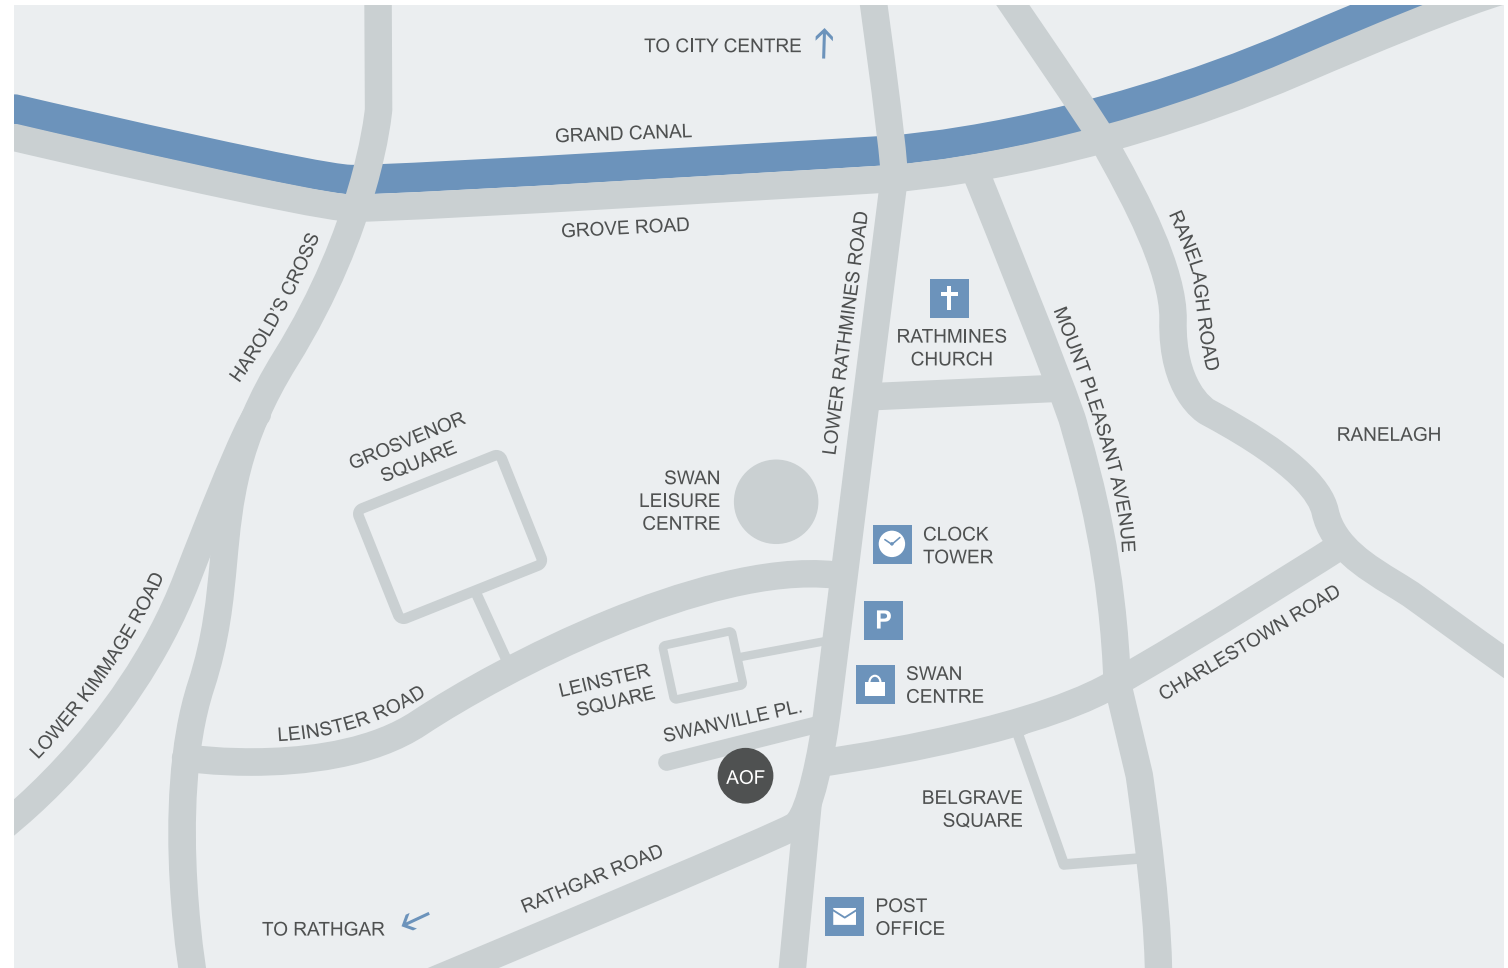 TO CITY CENTRE
GRAND CANAL
GROVE ROAD
HAROLD'S CROSS
LOWER RATHMINES ROAD
RANELAGH ROAD
RATHMINES
CHURCH
MOUNT PLEASANT AVENUE
RANELAGH
GROSVENOR
SQUARE
SWAN
LEISURE
CENTRE
CLOCK
TOWER
P
LOWER KIMMAGE ROAD
LEINSTER ROAD
LEINSTER
SQUARE
SWAN
CENTRE
CHARLESTOWN ROAD
SWANVILLE PL.
AOF
BELGRAVE
SQUARE
RATHGAR ROAD
TO RATHGAR
POST
OFFICE